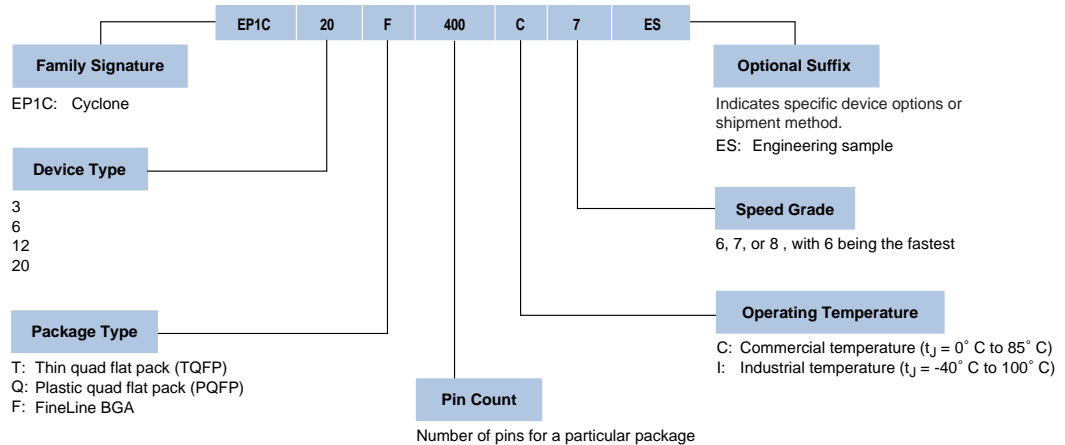 EP1C 20 F 400 C 7 ES
Family Signature
EP1C: Cyclone
Device Type
3
6
12
20
Package Type
T: Thin quad flat pack (TQFP)
Q: Plastic quad flat pack (PQFP)
F: FineLine BGA
Pin Count
Number of pins for a particular package
Optional Suffix
Indicates specific device options or
shipment method.
ES: Engineering sample
Speed Grade
6, 7, or 8 , with 6 being the fastest
Operating Temperature
C: Commercial temperature (tJ = 0° C to 85° C)
I: Industrial temperature (tJ = -40° C to 100° C)